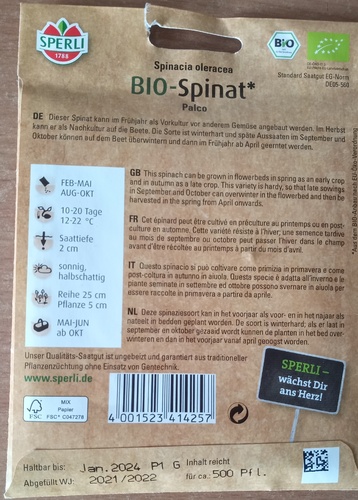 SPERLI
1788
BIO
Spinacia oleracea
BIO-Spinat*
Palco
Standard Saatgut EG-Norm
DE ÖS-560
DE Dieser Spinat kann im Frühjahr als Vorkultur vor anderem Gemüse angebaut werden. Im Herbst
kann er als Nachkultur auf die Beete. Die Sorte ist winterhart und späte Aussaaten im September und
Oktober können auf dem Beet überwintern und dann im Frühjahr ab April geerntet werden.
FEB-MAI
AUG-OKT
10-20 Tage
12-22 °C
Saattiefe
2 cm
sonnig,
halbschattig
Reihe 25 cm
Pflanze 5 cm
MAI-JUN
ab OKT
GB This spinach can be grown in flowerbeds in spring as an early crop
and in autumn as a late crop. This variety is hardy, so that late sowings
in September and October can overwinter in the flowerbed and then be
harvested in the spring from April onwards.
FR Cet épinard peut être cultivé en préculture au printemps ou en post-
culture en automne. Cette variété résiste à l'hiver; une semence tardive
au mois de septembre ou octobre peut passer l'hiver dans le champ
avant d'être récoltée au printemps à partir du mois d'avril.
IT Questo spinacio si può coltivare come primizia in primavera e come
post-coltura in autunno in aiuola. Questa specie è adatta all'inverno e le
piante seminate in settembre ed ottobre possono svernare in aiuola per
essere raccolte in primavera a partire da aprile.
NL Deze spinaziesoort kan in het voorjaar als voor- en in het najaar als
nateelt in bedden geplant worden. De soort is winterhard; als er laat in
september en oktober gezaaid wordt kunnen de planten in het bed over-
winteren en dan in het voorjaar vanaf april geoogst worden.
Unser Qualitäts-Saatgut ist ungebeizt und garantiert aus traditioneller
Pflanzenzüchtung ohne Einsatz von Gentechnik.
www.sperli.de
FSC
MIX
Papier
FSC® C047278
4 001523 414257
SPERLI –
wächst Dir
ans Herz!
Haltbar bis: Jan.2024 P1 G
Abgefüllt WJ: 2021/2022
Inhalt reicht
für ca.: 500 Pfl.